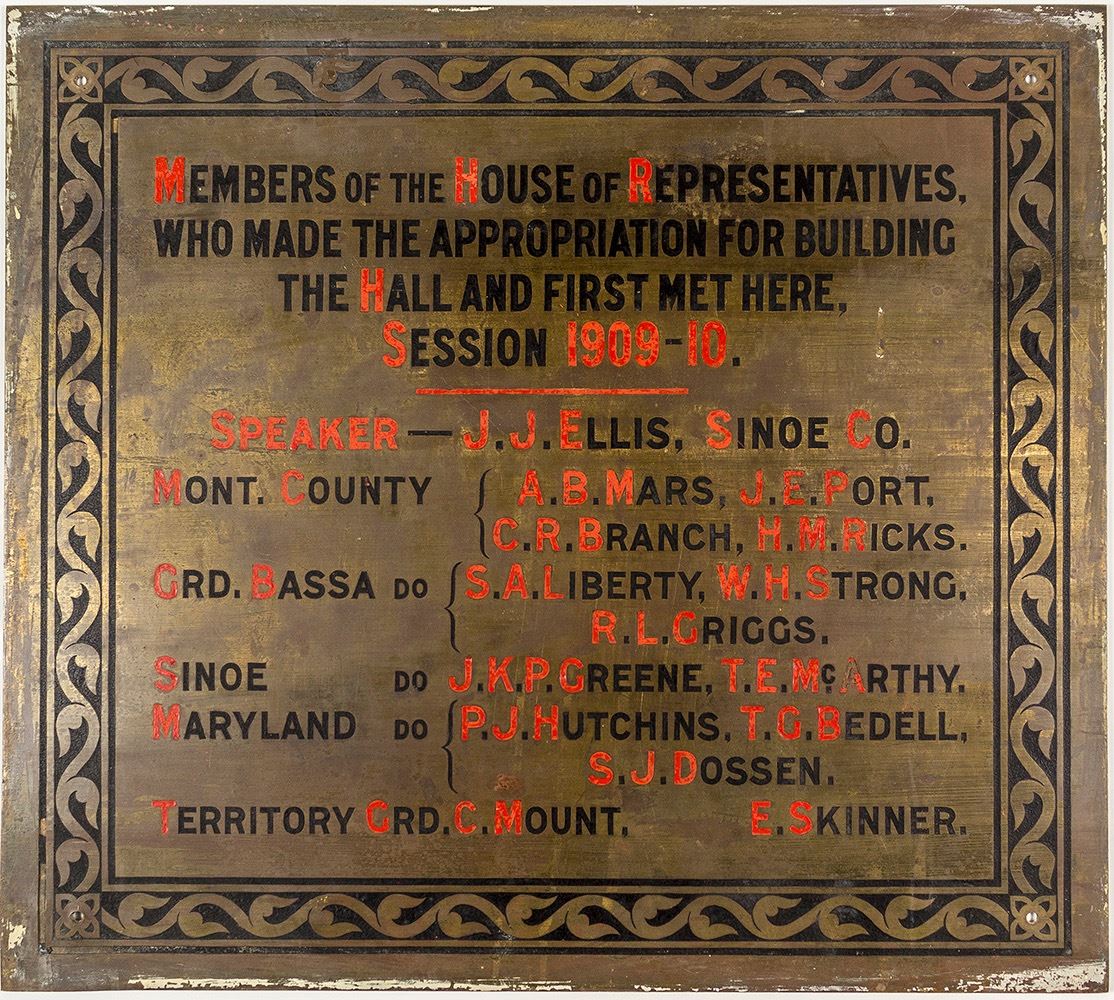 MEMBERS OF THE HOUSE OF REPRESENTATIVES,
WHO MADE THE APPROPRIATION FOR BUILDING
THE HALL AND FIRST MET HERE,
SESSION 1909-10.
SPEAKER — J.J. ELLIS, SINOE CO.
MONT. COUNTY { A.B. MARS, J.E. PORT,
C.R. BRANCH, H.M. RICKS.
GRD. BASSA DO { S.A. LIBERTY, W.H. STRONG,
R.L. GRIGGS.
SINOE DO J.K.P. GREENE, T.E. McARTHY.
MARYLAND DO { P.J. HUTCHINS, T.G. BEDELL,
S.J. DOSSEN.
TERRITORY GRD. C. MOUNT. E. SKINNER.